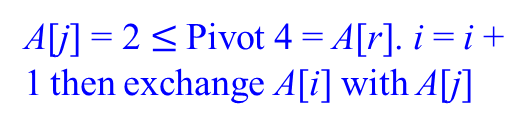 A[j] = 2 ≤ Pivot 4 = A[r]. i = i +
1 then exchange A[i] with A[j]